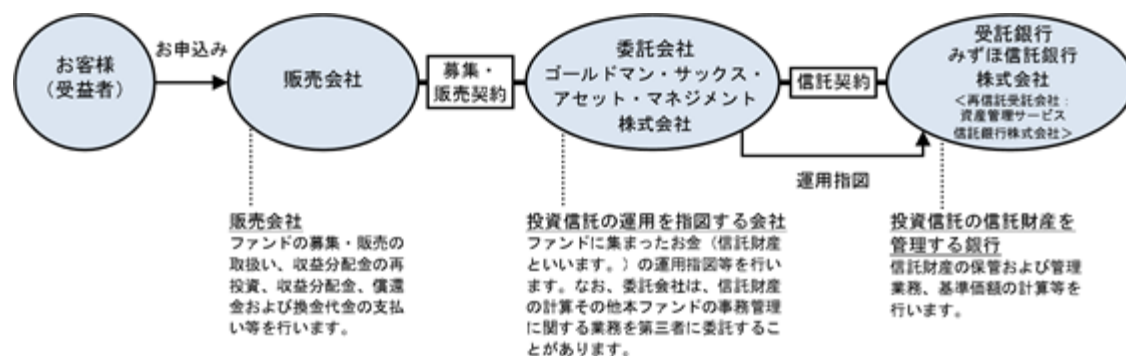 お客様
（受益者）
お申込み
販売会社
募集・
販売契約
委託会社
ゴールドマン・サックス・
アセット・マネジメント
株式会社
信託契約
受託銀行
みずほ信託銀行
株式会社
＜再信託受託会社：
資産管理サービス
信託銀行株式会社＞
運用指図
販売会社
ファンドの募集・販売の
取扱い、収益分配金の再
投資、収益分配金、償還
金および換金代金の支払
い等を行います。
投資信託の運用を指図する会社
ファンドに集まったお金（信託財産
といいます。）の運用指図等を行い
ます。なお、委託会社は、信託財産
の計算その他本ファンドの事務管理
に関する業務を第三者に委託するこ
とがあります。
投資信託の信託財産を
管理する銀行
信託財産の保管および管理
業務、基準価額の計算等を
行います。